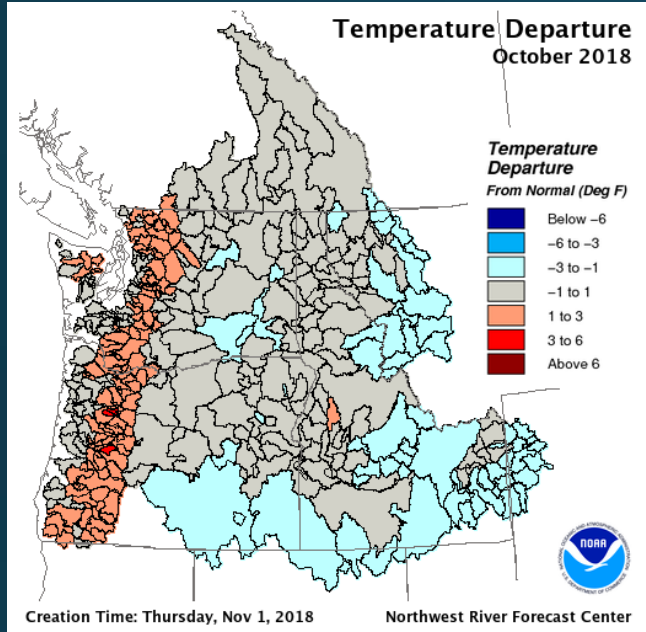 Temperature Departure
October 2018
Temperature
Departure
From Normal (Deg F)
Below −6
−6 to −3
−3 to −1
−1 to 1
1 to 3
3 to 6
Above 6
NOAA
Creation Time: Thursday, Nov 1, 2018
Northwest River Forecast Center